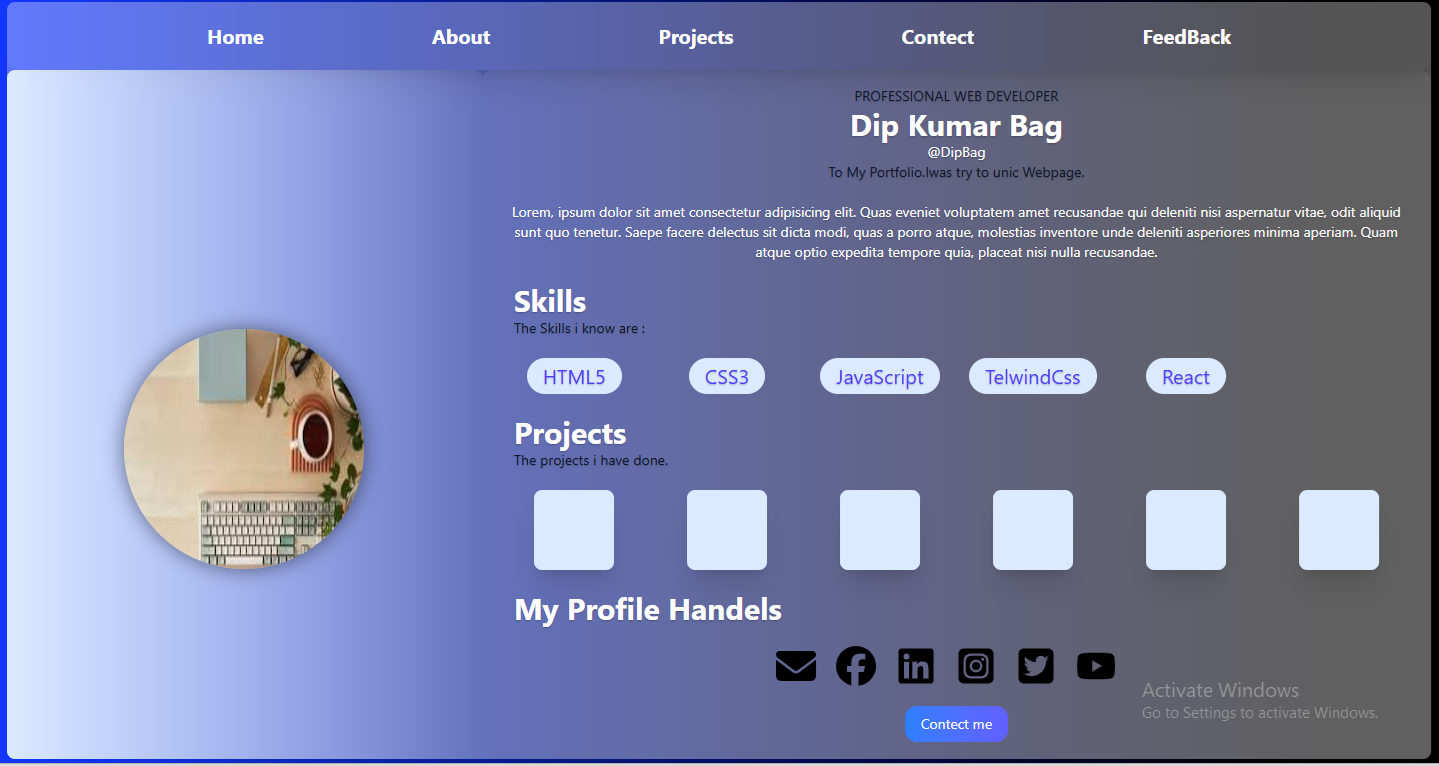 Home About Projects Contect FeedBack
PROFESSIONAL WEB DEVELOPER
Dip Kumar Bag
@DipBag
To My Portfolio.Iwas try to unic Webpage.
Lorem, ipsum dolor sit amet consectetur adipisicing elit. Quas eveniet voluptatem amet recusandae qui deleniti nisi aspernatur vitae, odit aliquid
sunt quo tenetur. Saepe facere delectus sit dicta modi, quas a porro atque, molestias inventore unde deleniti asperiores minima aperiam. Quam
atque optio expedita tempore quia, placeat nisi nulla recusandae.
Skills
The Skills i know are :
HTML5 CSS3 JavaScript TelwindCss React
Projects
The projects i have done.
My Profile Handels
Contect me
Activate Windows
Go to Settings to activate Windows.